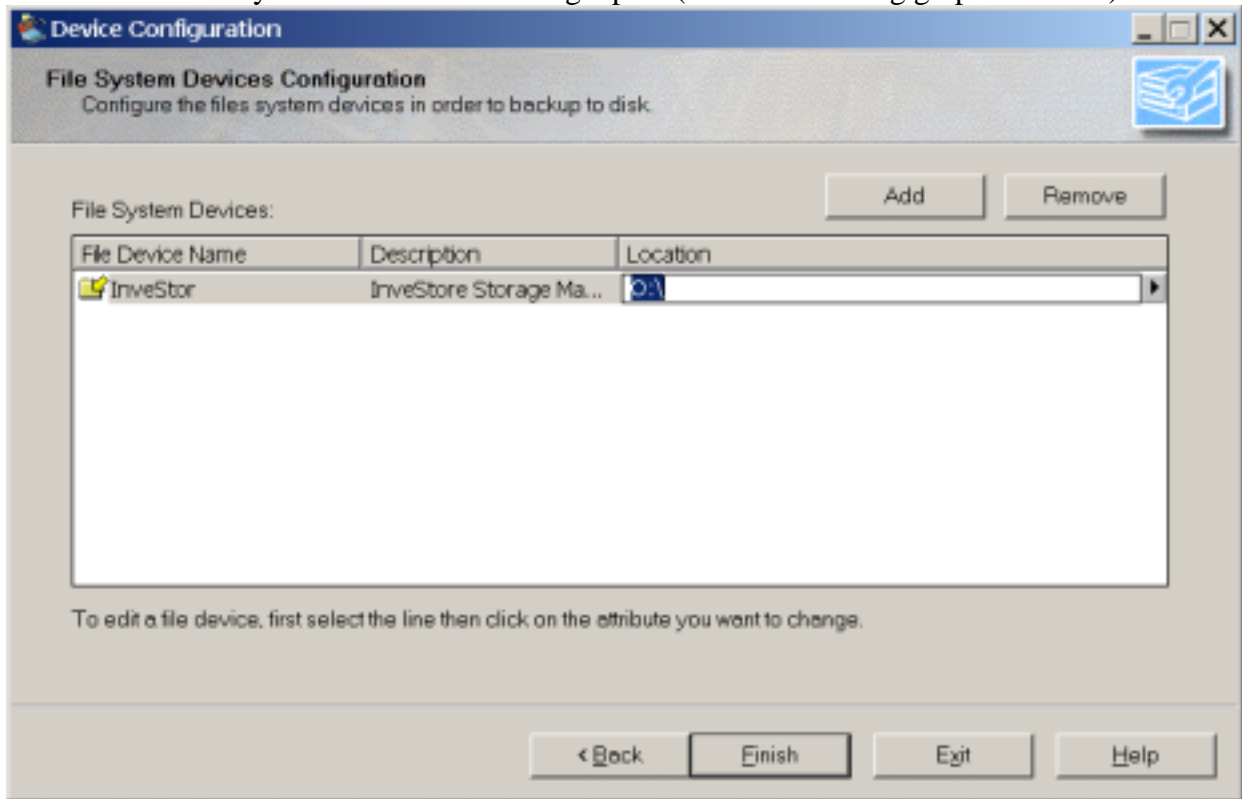 Device Configuration
File System Devices Configuration
Configure the files system devices in order to backup to disk.
Add Remove
File System Devices:
File Device Name Description Location
InveStor InveStore Storage Ma... O:\
To edit a file device, first select the line then click on the attribute you want to change.
< Back Finish Exit Help